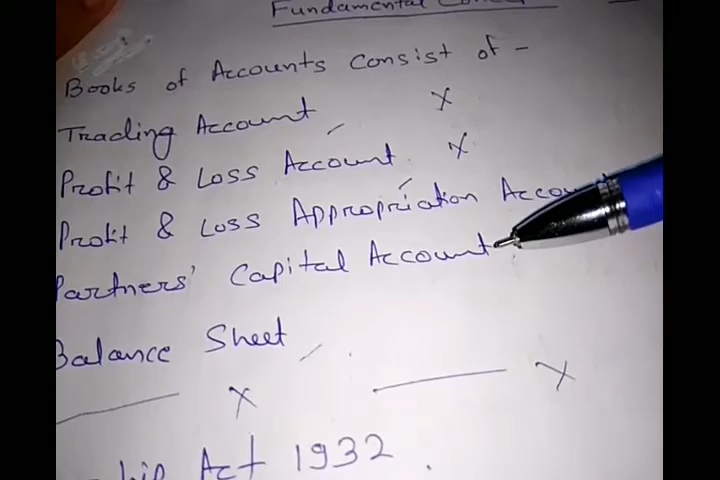 Fundamental
Books of Accounts Consist of -
Trading Account X
Profit & Loss Account X
Profit & Loss Appropriation Account
Partners' Capital Account
Balance Sheet
X X
Act 1932.